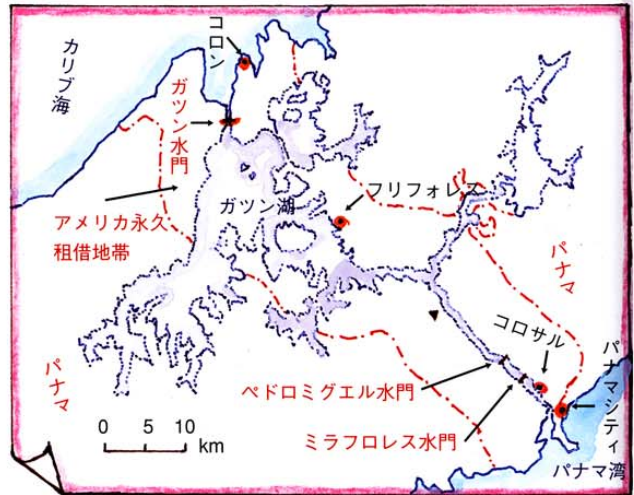 カリブ海
コロン
ガツン水門
ガツン湖
フリフォレス
アメリカ永久
租借地帯
パナマ
コロサル
パナマシティ
パナマ
ペドロミグエル水門
ミラフロレス水門
パナマ湾
0 5 10
km